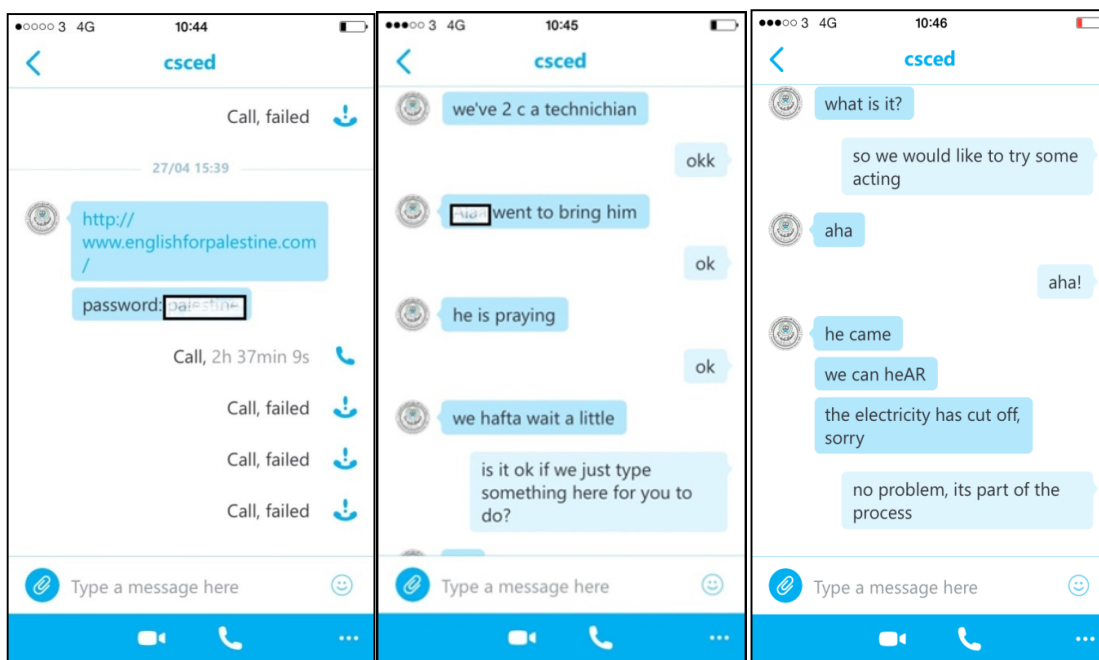 3 4G 10:44
csced
Call, failed
27/04 15:39
http://
www.englishforpalestine.com
/
password:
Call, 2h 37min 9s
Call, failed
Call, failed
Call, failed
Type a message here
3 4G 10:45
csced
we've 2 c a technichian
okk
went to bring him
ok
he is praying
ok
we hafta wait a little
is it ok if we just type
something here for you to
do?
Type a message here
3 4G 10:46
csced
what is it?
so we would like to try some
acting
aha
aha!
he came
we can heAR
the electricity has cut off,
sorry
no problem, its part of the
process
Type a message here